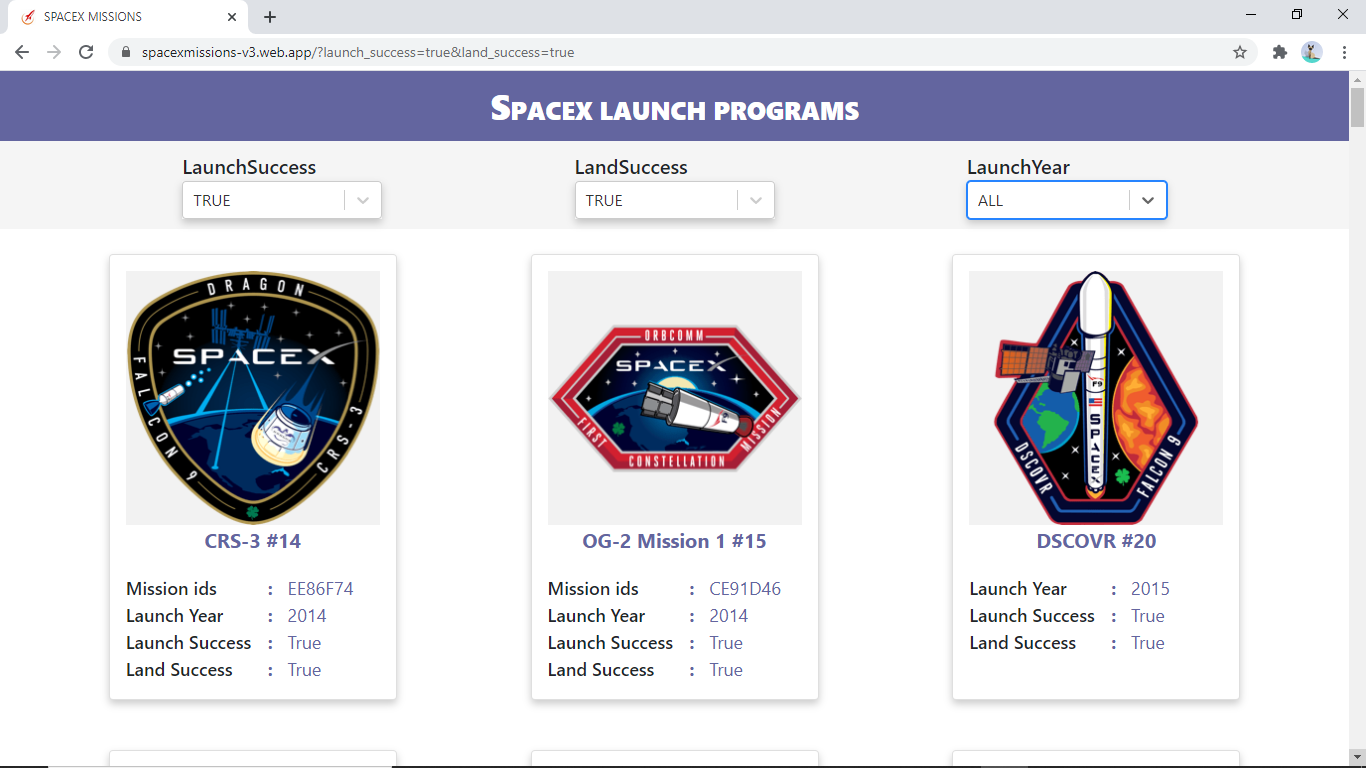 SPACEX MISSIONS
spacexmissions-v3.web.app/?launch_success=true&land_success=true
Spacex launch programs
LaunchSuccess
TRUE
LandSuccess
TRUE
LaunchYear
ALL
DRAGON
SPACEX
FALCON 9
CRS-3
CRS-3 #14
Mission ids : EE86F74
Launch Year : 2014
Launch Success : True
Land Success : True
ORBCOMM
SPACEX
F9
FIRST
CONSTELLATION
MISSION
OG-2 Mission 1 #15
Mission ids : CE91D46
Launch Year : 2014
Launch Success : True
Land Success : True
F9
SPACEX
DSCOVR
FALCON 9
DSCOVR #20
Launch Year : 2015
Launch Success : True
Land Success : True